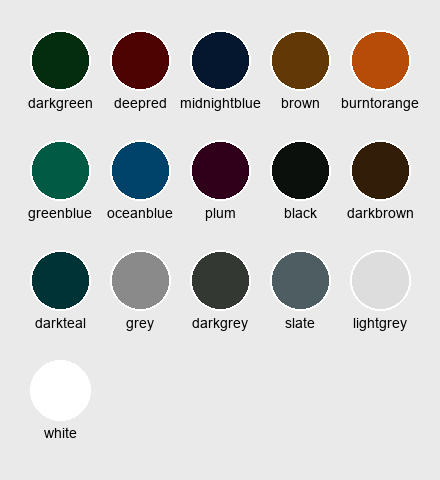 darkgreen deepred midnightblue brown burntorange
greenblue oceanblue plum black darkbrown
darkteal grey darkgrey slate lightgrey
white